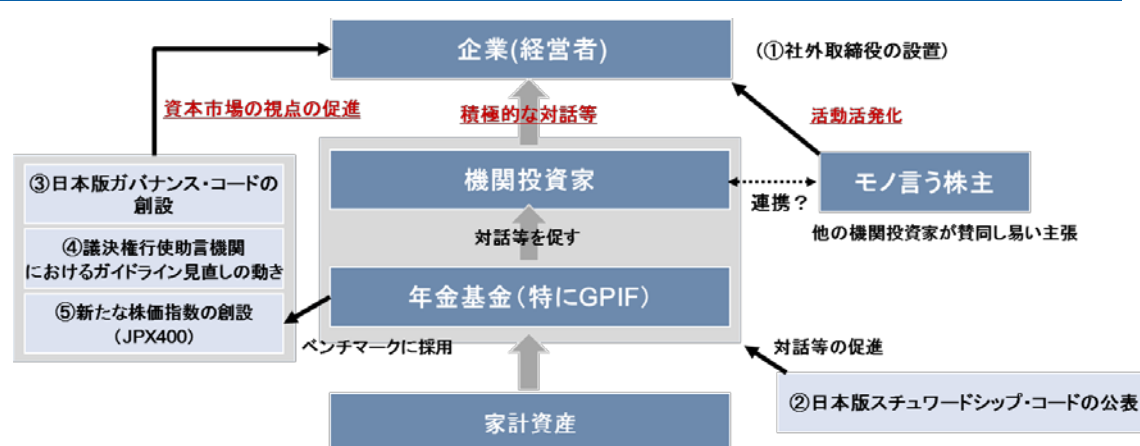 企業(経営者)
(①社外取締役の設置)
資本市場の視点の促進
積極的な対話等
活動活発化
③日本版ガバナンス・コードの
創設
④議決権行使助言機関
におけるガイドライン見直しの動き
⑤新たな株価指数の創設
(JPX400)
機関投資家
連携？
モノ言う株主
他の機関投資家が賛同し易い主張
対話等を促す
年金基金(特にGPIF)
ベンチマークに採用
対話等の促進
②日本版スチュワードシップ・コードの公表
家計資産